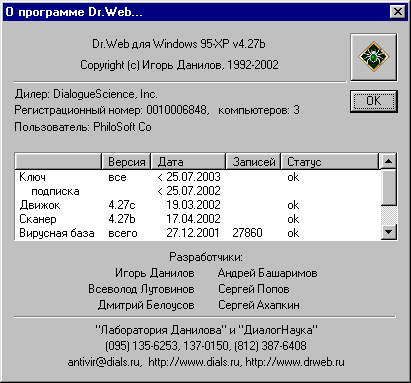 О программе Dr.Web...
Dr.Web для Windows 95-XP v4.27b
Copyright (c) Игорь Данилов, 1992-2002
Дилер: DialogueScience, Inc.
Регистрационный номер: 0010006848, компьютеров: 3
OK
Пользователь: PhiloSoft Co
Версия Дата Записей Статус
Ключ все < 25.07.2003 ok
подписка < 25.07.2002
Движок 4.27c 19.03.2002 ok
Сканер 4.27b 17.04.2002 ok
Вирусная база всего 27.12.2001 27860 ok
Разработчики:
Игорь Данилов Андрей Башаримов
Всеволод Лутовинов Сергей Попов
Дмитрий Белоусов Сергей Ахапкин
"Лаборатория Данилова" и "ДиалогНаука"
(095) 135-6253, 137-0150, (812) 387-6408
antivir@dials.ru, http://www.dials.ru, http://www.drweb.ru